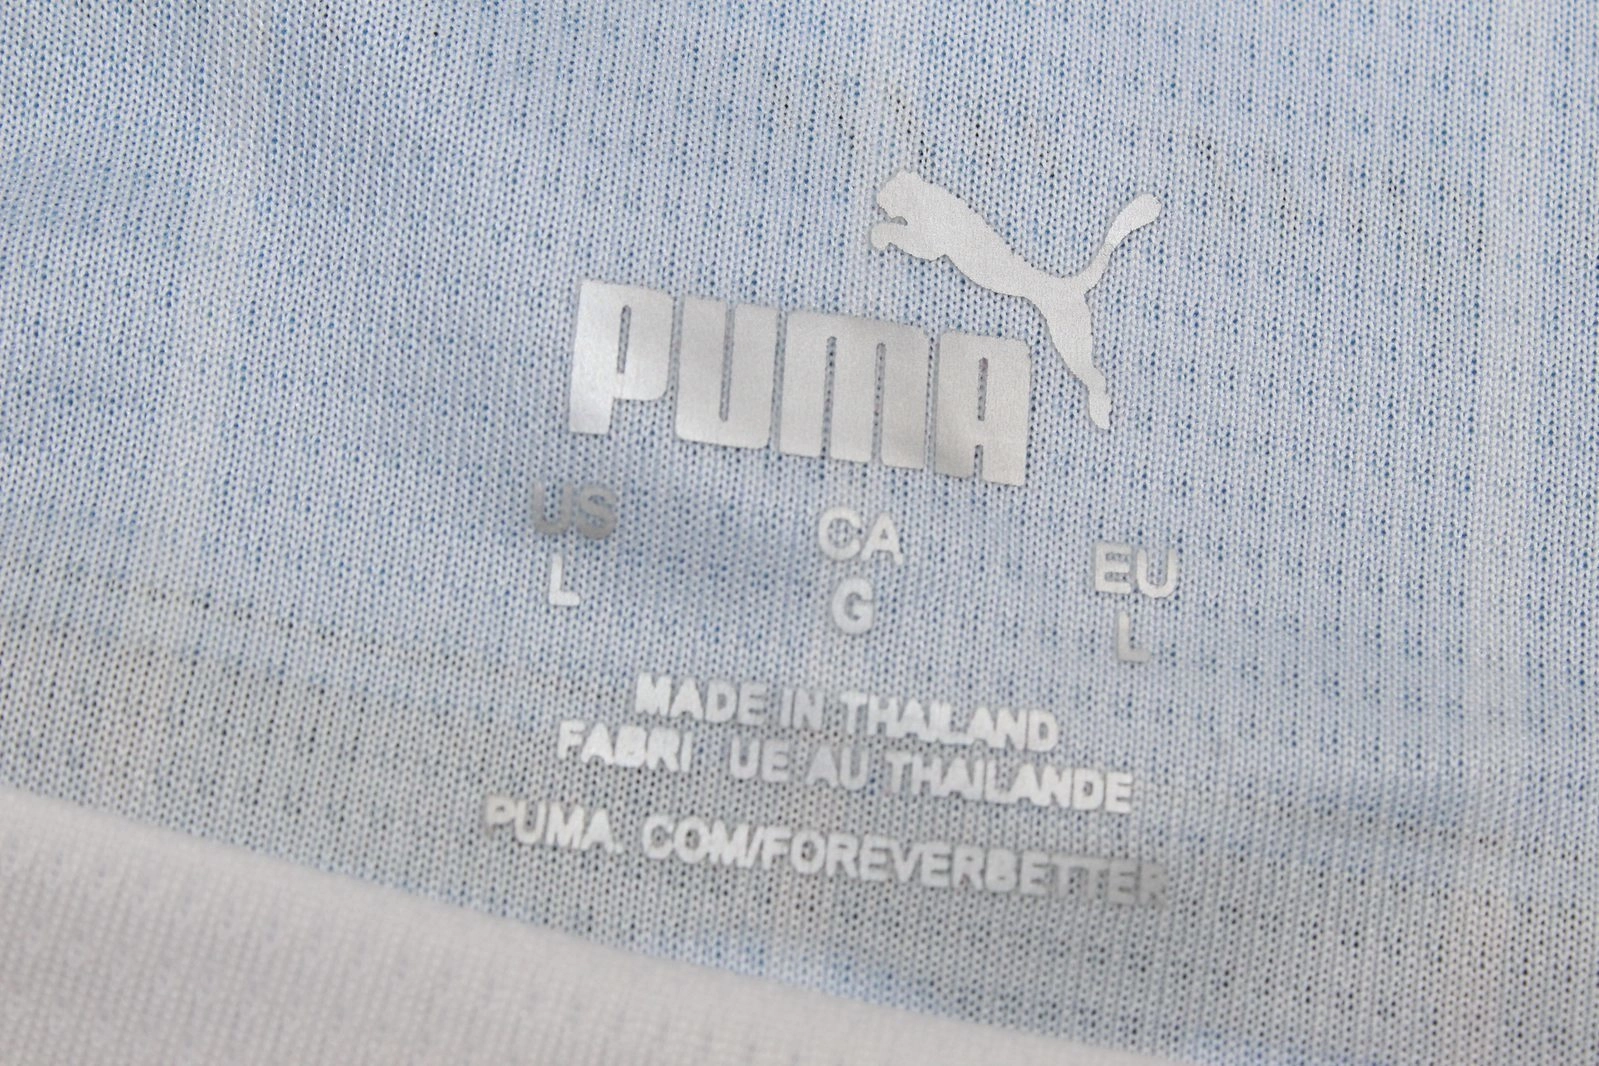 PUMA
US CA EU
L G L
MADE IN THAILAND
FABRI UE AU THAILANDE
PUMA. COM/FOREVERBETTER